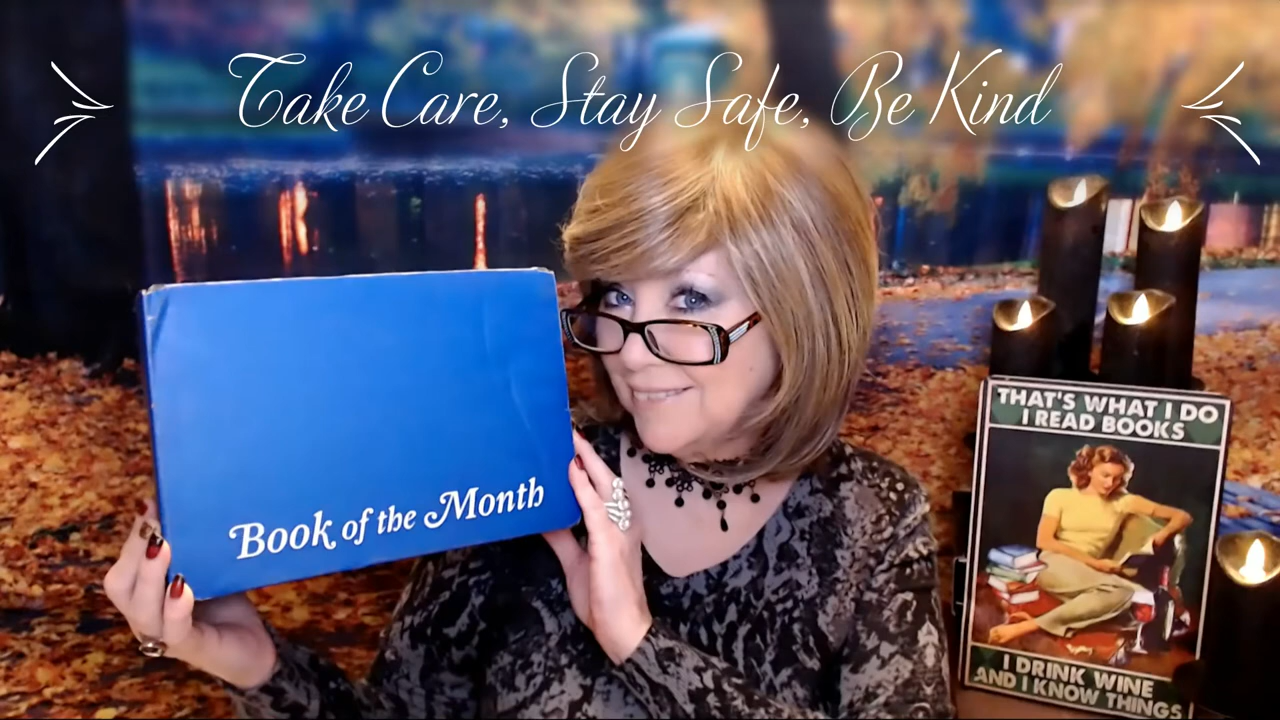 Take Care, Stay Safe, Be Kind
Book of the Month
THAT'S WHAT I DO
I READ BOOKS
I DRINK WINE
AND I KNOW THINGS!